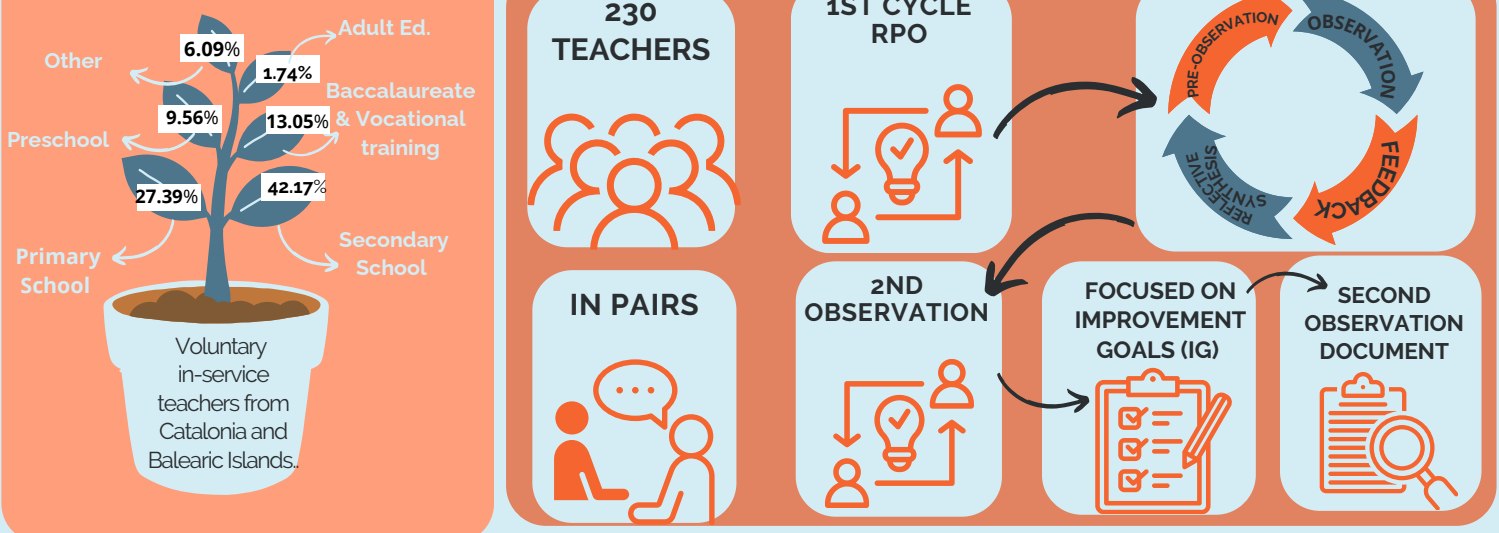 6.09%
Other
Adult Ed.
1.74%
9.56%
Preschool
Baccalaureate
& Vocational
training
13.05%
27.39%
42.17%
Primary
School
Secondary
School
Voluntary
in-service
teachers from
Catalonia and
Balearic Islands..
230
TEACHERS
1ST CYCLE
RPO
PRE-OBSERVATION
OBSERVATION
FEEDBACK
REFLECTIVE
SYNTHESIS
IN PAIRS
2ND
OBSERVATION
FOCUSED ON
IMPROVEMENT
GOALS (IG)
SECOND
OBSERVATION
DOCUMENT